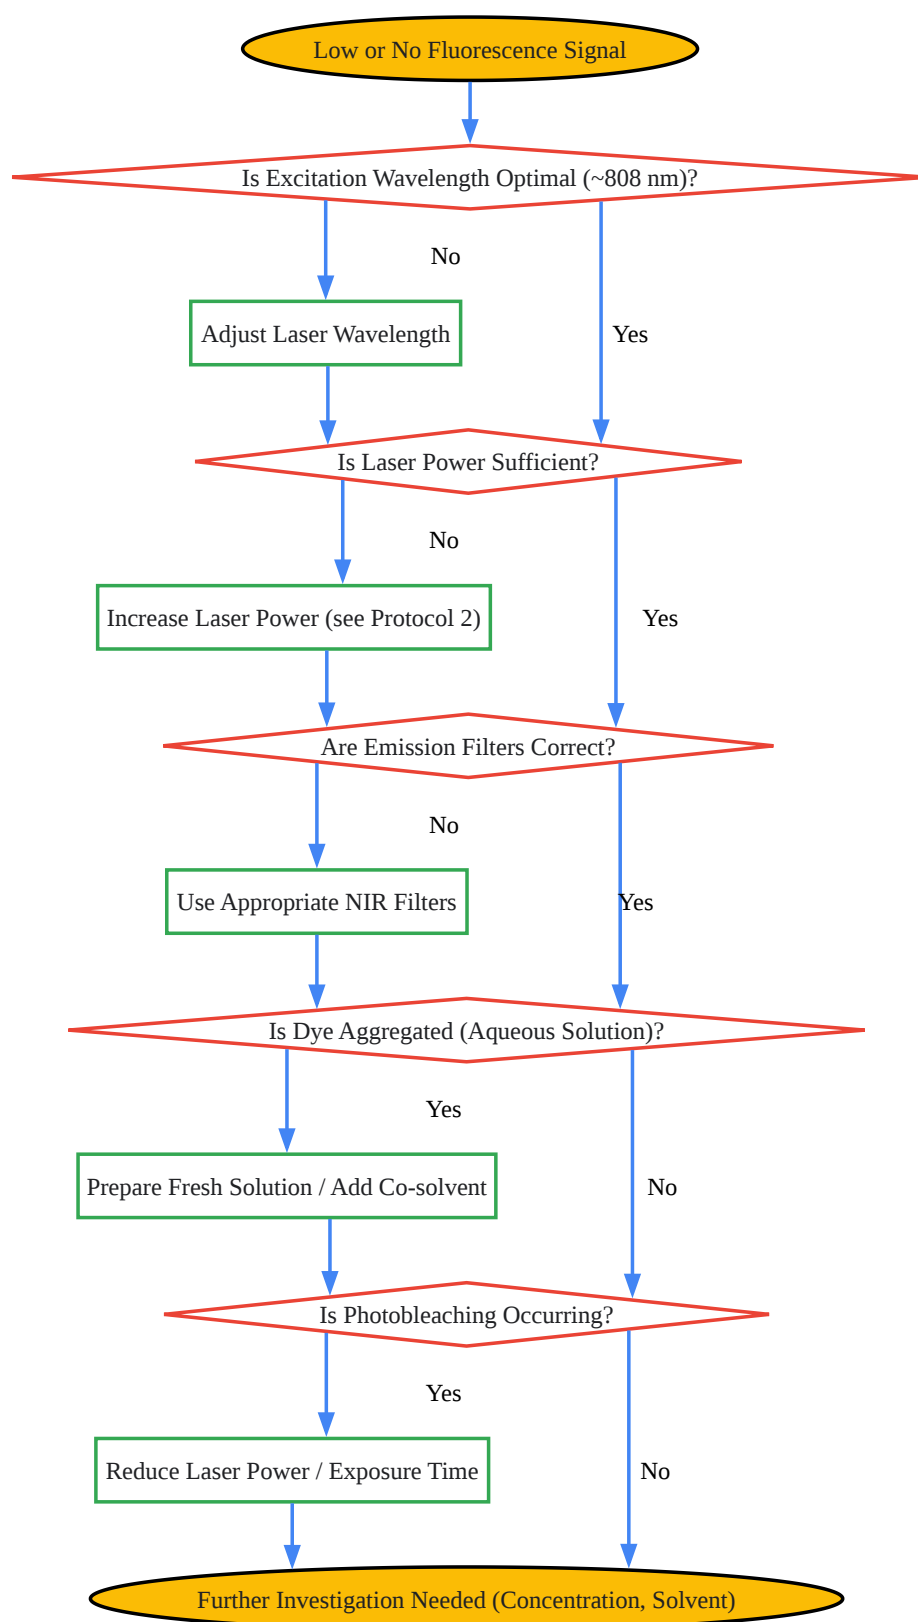 Low or No Fluorescence Signal
Is Excitation Wavelength Optimal (~808 nm)?
No
Adjust Laser Wavelength
Yes
Is Laser Power Sufficient?
No
Increase Laser Power (see Protocol 2)
Yes
Are Emission Filters Correct?
No
Use Appropriate NIR Filters
Yes
Is Dye Aggregated (Aqueous Solution)?
Yes
Prepare Fresh Solution / Add Co-solvent
No
Is Photobleaching Occurring?
Yes
Reduce Laser Power / Exposure Time
No
Further Investigation Needed (Concentration, Solvent)